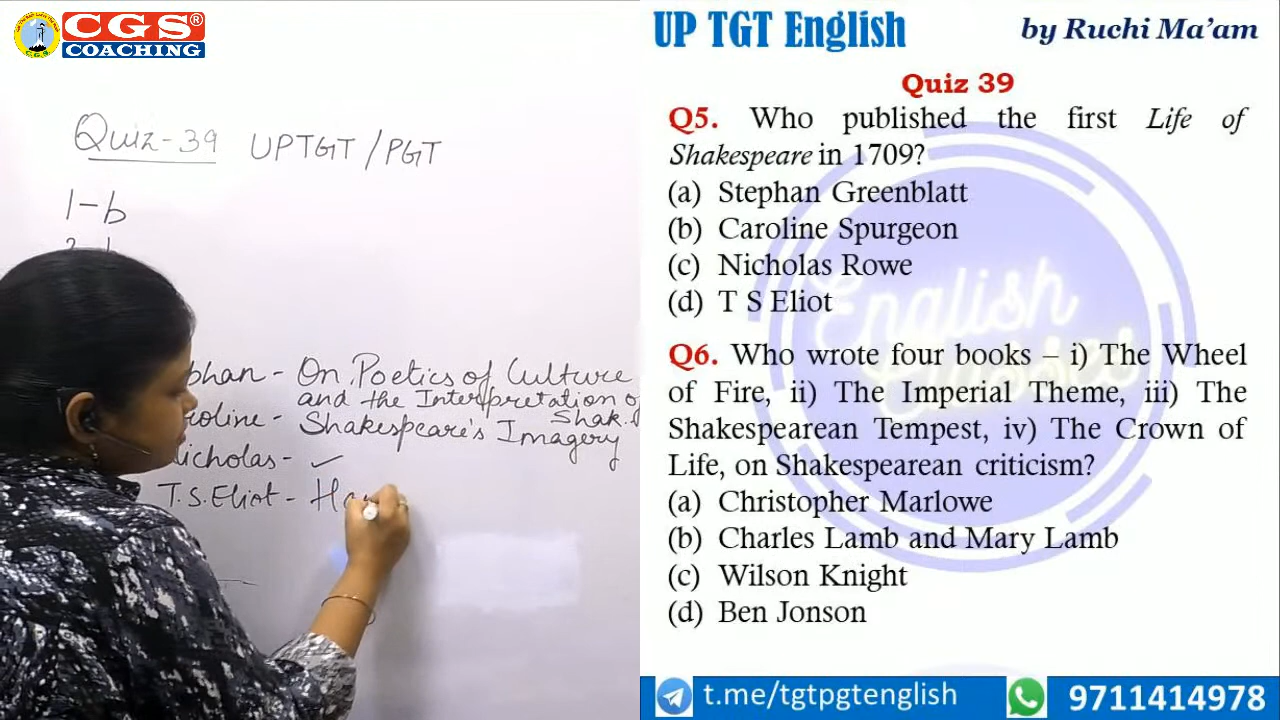 CGS®
COACHING
Quiz-39 UPTGT/PGT
1-b
phan - On Poetics of Culture
and the Interpretation of
Shak.
roline - Shakespeare's Imagery
Nicholas - ✓
T.S.Eliot - Ha
UP TGT English by Ruchi Ma'am
Quiz 39
Q5. Who published the first Life of
Shakespeare in 1709?
(a) Stephan Greenblatt
(b) Caroline Spurgeon
(c) Nicholas Rowe
(d) T S Eliot
Q6. Who wrote four books – i) The Wheel
of Fire, ii) The Imperial Theme, iii) The
Shakespearean Tempest, iv) The Crown of
Life, on Shakespearean criticism?
(a) Christopher Marlowe
(b) Charles Lamb and Mary Lamb
(c) Wilson Knight
(d) Ben Jonson
English
t.me/tgtpgtenglish 9711414978